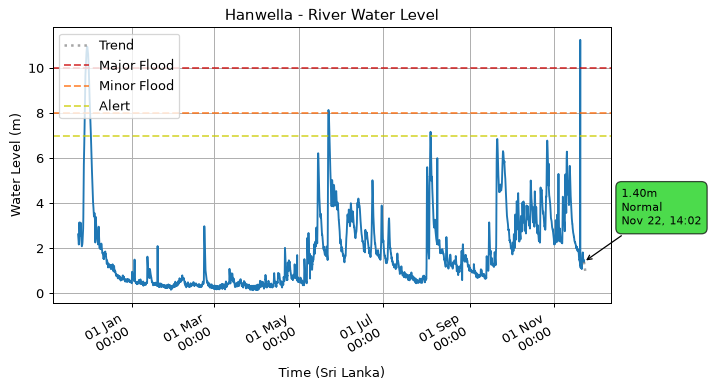 Hanwella - River Water Level
Trend
Major Flood
Minor Flood
Alert
10
8
6
4
2
0
Water Level (m)
1.40m
Normal
Nov 22, 14:02
01 Jan
00:00
01 Mar
00:00
01 May
00:00
01 Jul
00:00
01 Sep
00:00
01 Nov
00:00
Time (Sri Lanka)